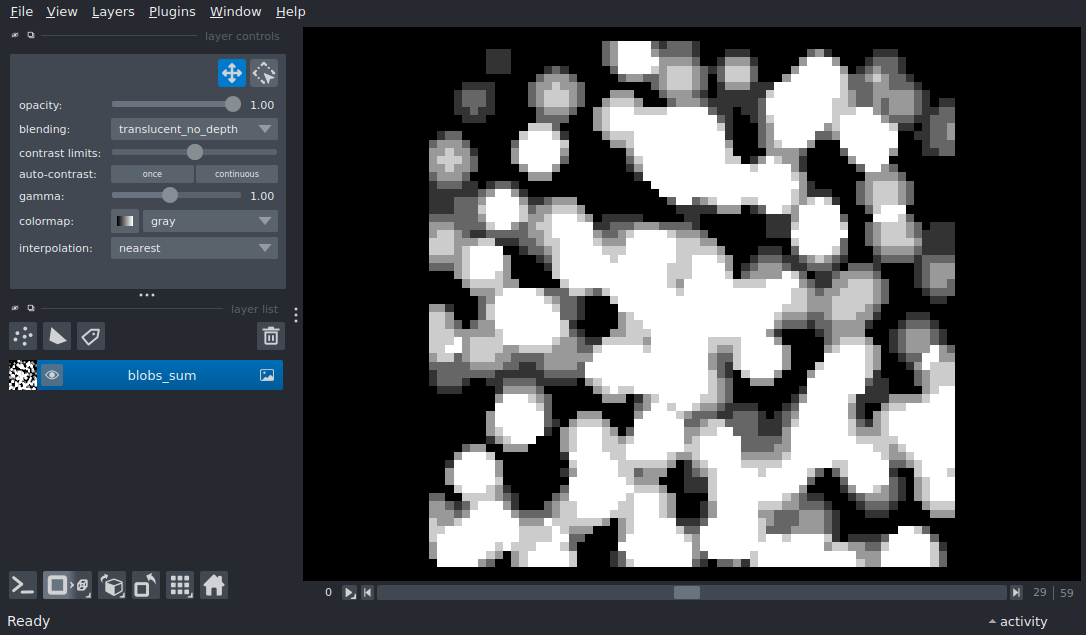 File View Layers Plugins Window Help
layer controls
opacity: 1.00
blending: translucent_no_depth
contrast limits:
auto-contrast: once continuous
gamma: 1.00
colormap: gray
interpolation: nearest
layer list
blobs_sum
0 29 59
Ready activity